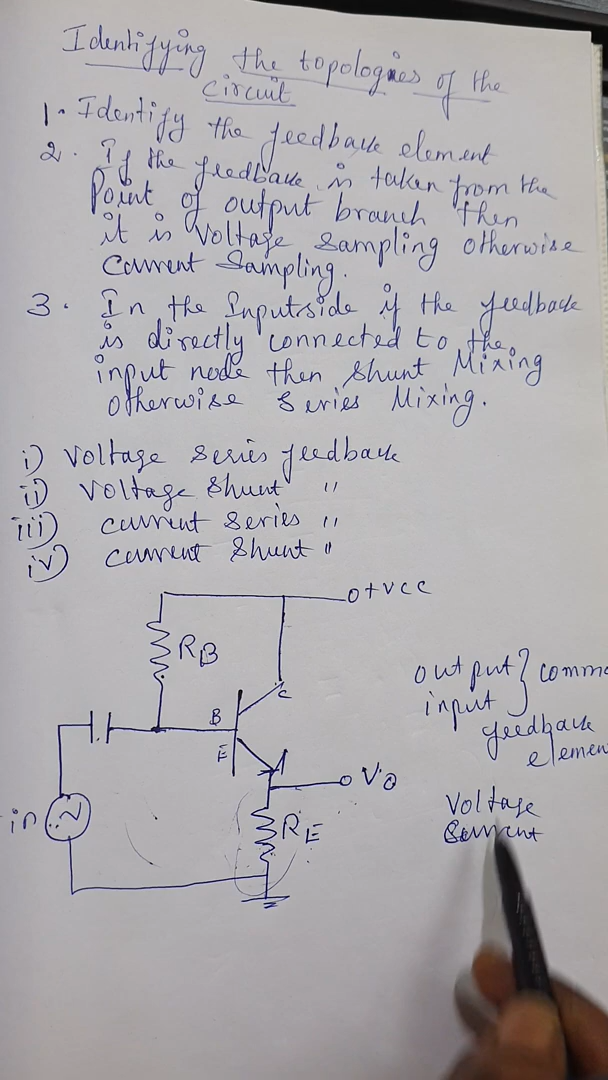 Identifying the topologies of the
circuit
1. Identify the feedback element
2. If the feedback is taken from the
Point of output branch then
it is Voltage Sampling otherwise
Current Sampling.
3. In the Inputside if the feedback
is directly connected to the
input node then Shunt Mixing
otherwise Series Mixing.
i) Voltage series feedback
ii) Voltage Shunt "
iii) current series "
iv) current Shunt "
o+VCC
RB
C
B
E
Vo
RE
in
output } commo
input
feedback
elemen
Voltage